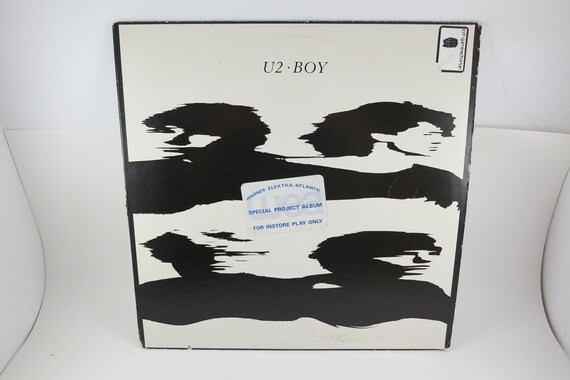 U2 · BOY
WARNER ELEKTRA-ATLANTIC
SPECIAL PROJECT ALBUM
FOR INSTORE PLAY ONLY